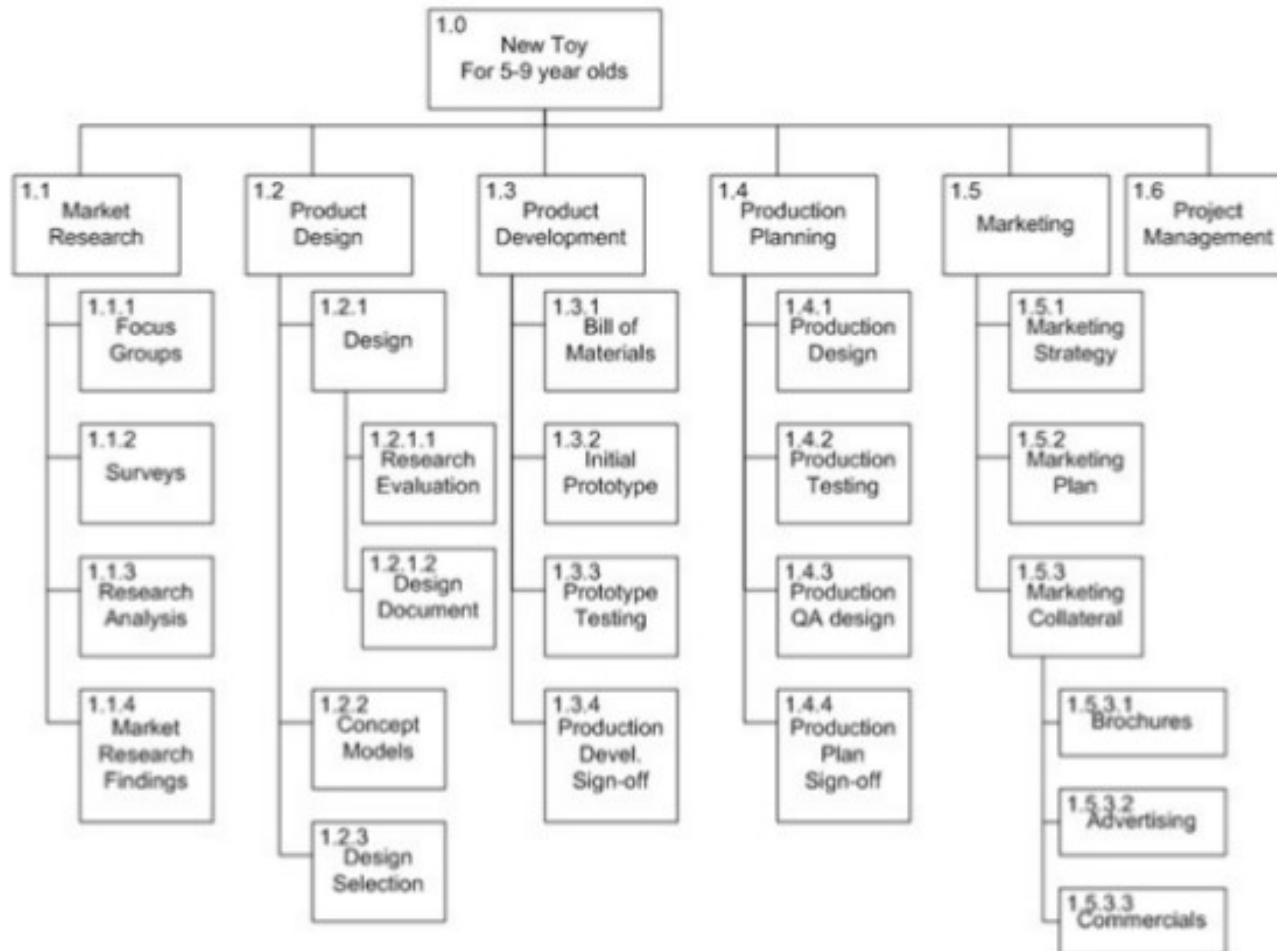 1.0
New Toy
For 5-9 year olds
1.1
Market
Research
1.1.1
Focus
Groups
1.1.2
Surveys
1.1.3
Research
Analysis
1.1.4
Market
Research
Findings
1.2
Product
Design
1.2.1
Design
1.2.1.1
Research
Evaluation
1.2.1.2
Design
Document
1.2.2
Concept
Models
1.2.3
Design
Selection
1.3
Product
Development
1.3.1
Bill of
Materials
1.3.2
Initial
Prototype
1.3.3
Prototype
Testing
1.3.4
Production
Devel.
Sign-off
1.4
Production
Planning
1.4.1
Production
Design
1.4.2
Production
Testing
1.4.3
Production
QA design
1.4.4
Production
Plan
Sign-off
1.5
Marketing
1.5.1
Marketing
Strategy
1.5.2
Marketing
Plan
1.5.3
Marketing
Collateral
1.5.3.1
Brochures
1.5.3.2
Advertising
1.5.3.3
Commercials
1.6
Project
Management